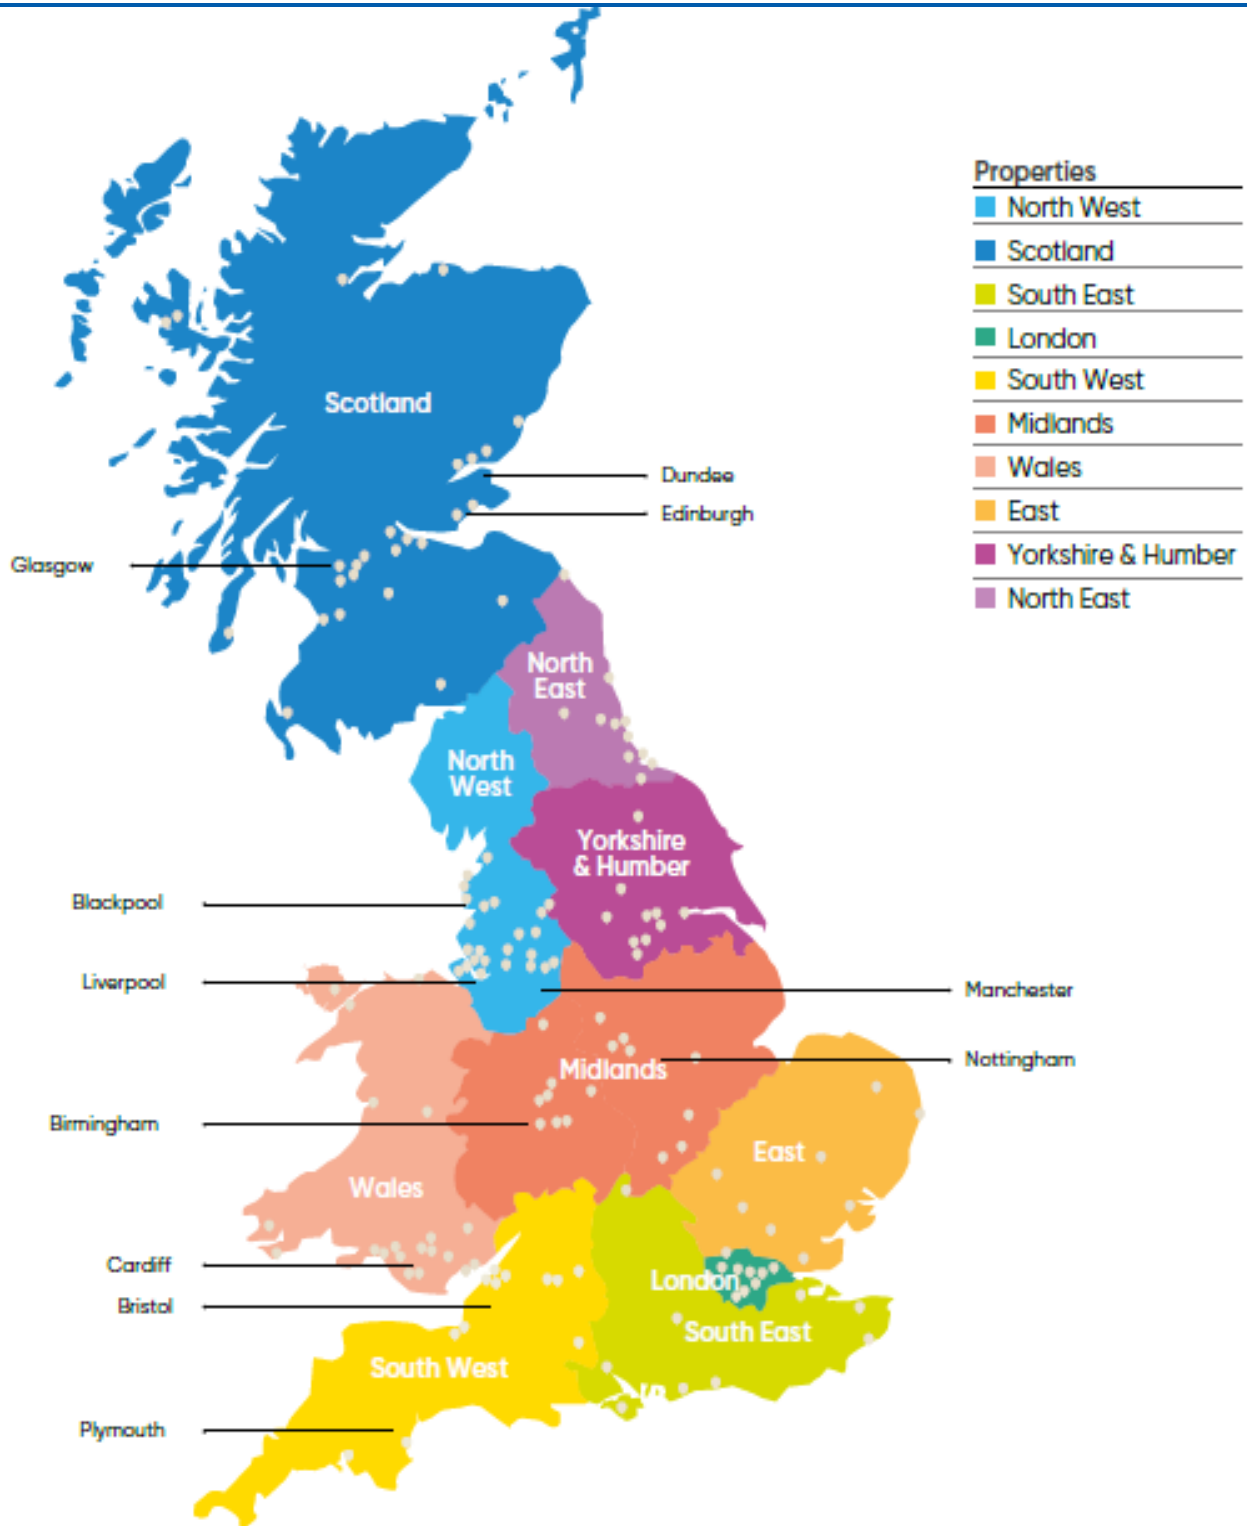 Properties
North West
Scotland
South East
London
South West
Midlands
Wales
East
Yorkshire & Humber
North East
Scotland
Dundee
Edinburgh
Glasgow
North
East
North
West
Yorkshire
& Humber
Blackpool
Liverpool
Manchester
Nottingham
Midlands
Birmingham
East
Wales
Cardiff
London
Bristol
South East
South West
Plymouth